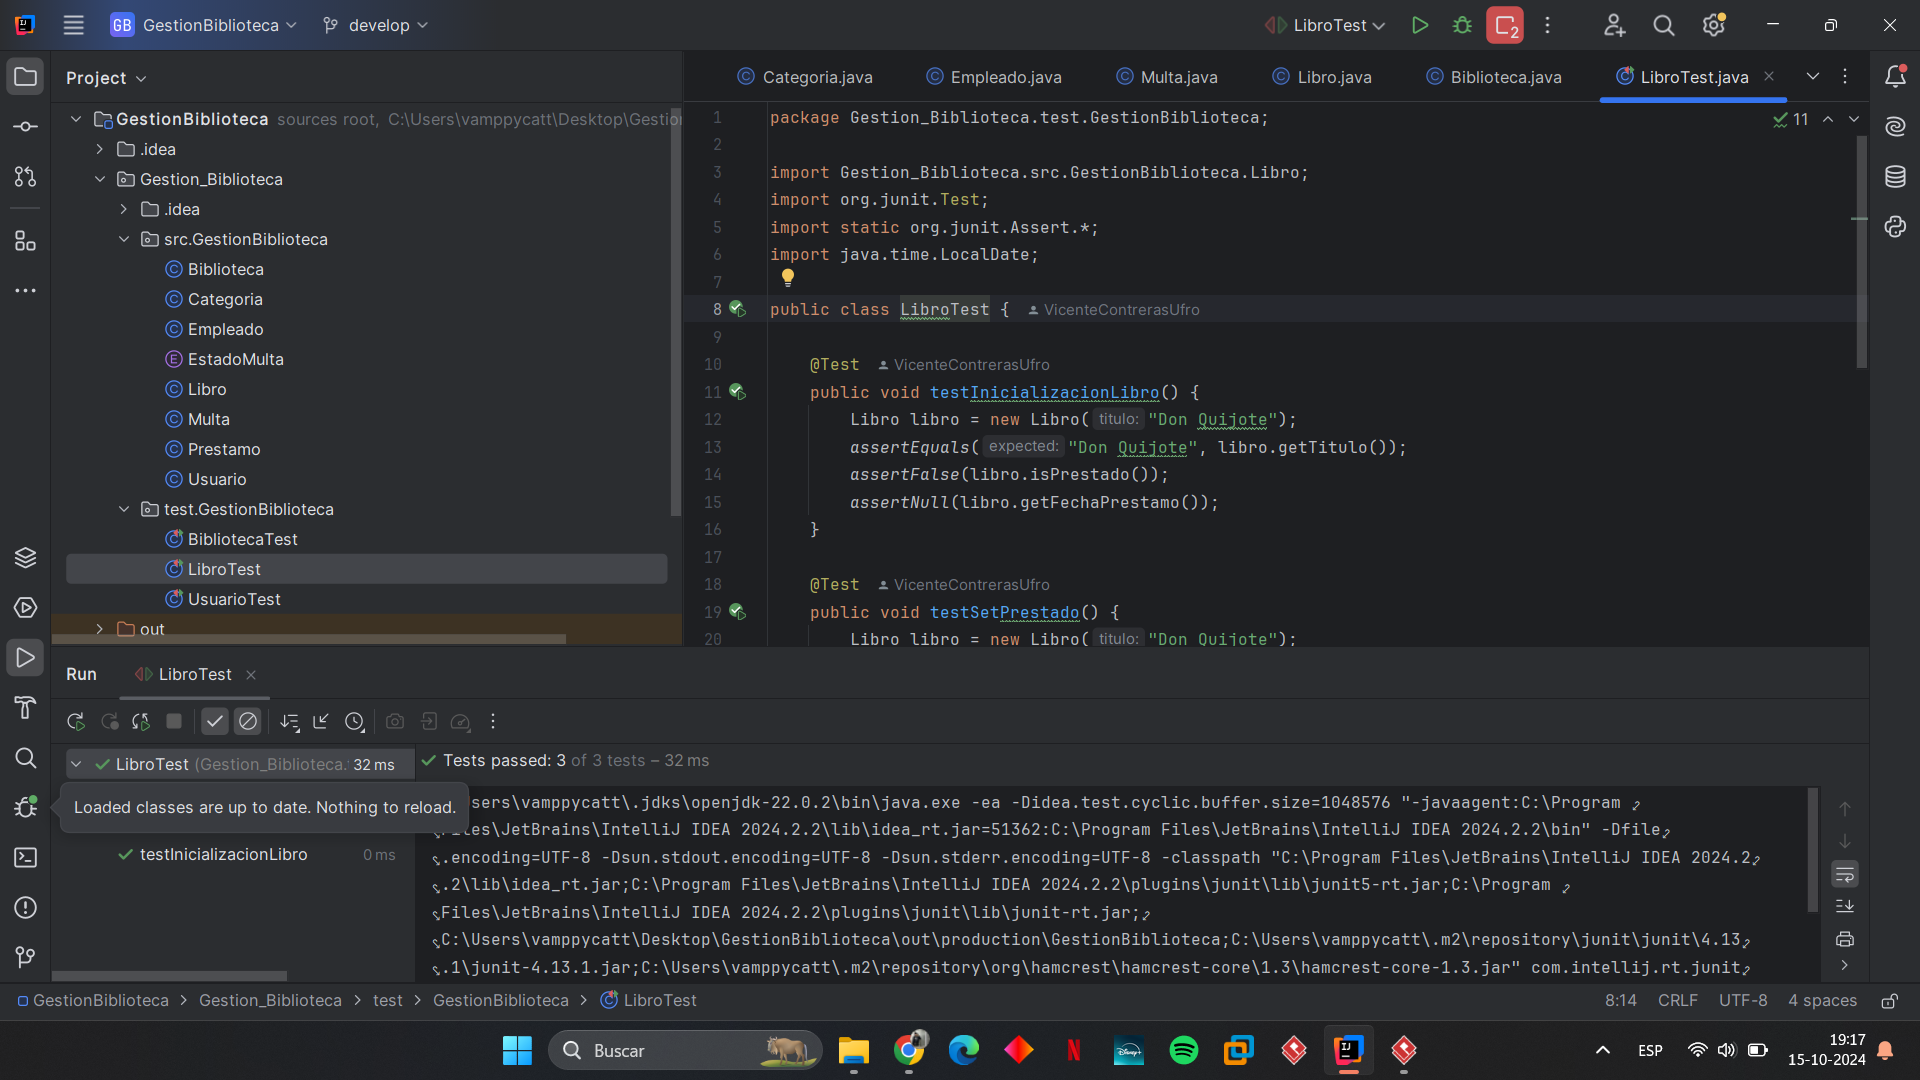 GB GestionBiblioteca develop LibroTest 2
Project
Categoria.java Empleado.java Multa.java Libro.java Biblioteca.java LibroTest.java
GestionBiblioteca sources root, C:\Users\vamppycatt\Desktop\Gestio
.idea
Gestion_Biblioteca
.idea
src.GestionBiblioteca
Biblioteca
Categoria
Empleado
EstadoMulta
Libro
Multa
Prestamo
Usuario
test.GestionBiblioteca
BibliotecaTest
LibroTest
UsuarioTest
out
11
1 package Gestion_Biblioteca.test.GestionBiblioteca;
2
3 import Gestion_Biblioteca.src.GestionBiblioteca.Libro;
4 import org.junit.Test;
5 import static org.junit.Assert.*;
6 import java.time.LocalDate;
7
8 public class LibroTest { VicenteContrerasUfro
9
10 @Test VicenteContrerasUfro
11 public void testInicializacionLibro() {
12 Libro libro = new Libro( titulo: "Don Quijote");
13 assertEquals( expected: "Don Quijote", libro.getTitulo());
14 assertFalse(libro.isPrestado());
15 assertNull(libro.getFechaPrestamo());
16 }
17
18 @Test VicenteContrerasUfro
19 public void testSetPrestado() {
20 Libro libro = new Libro( titulo: "Don Quijote");
Run LibroTest
LibroTest (Gestion_Biblioteca. 32 ms
Loaded classes are up to date. Nothing to reload.
testInicializacionLibro 0 ms
Tests passed: 3 of 3 tests – 32 ms
sers\vamppycatt\.jdks\openjdk-22.0.2\bin\java.exe -ea -Didea.test.cyclic.buffer.size=1048576 "-javaagent:C:\Program
Files\JetBrains\IntelliJ IDEA 2024.2.2\lib\idea_rt.jar=51362:C:\Program Files\JetBrains\IntelliJ IDEA 2024.2.2\bin" -Dfile
.encoding=UTF-8 -Dsun.stdout.encoding=UTF-8 -Dsun.stderr.encoding=UTF-8 -classpath "C:\Program Files\JetBrains\IntelliJ IDEA 2024.2
.2\lib\idea_rt.jar;C:\Program Files\JetBrains\IntelliJ IDEA 2024.2.2\plugins\junit\lib\junit5-rt.jar;C:\Program
Files\JetBrains\IntelliJ IDEA 2024.2.2\plugins\junit\lib\junit-rt.jar;
C:\Users\vamppycatt\Desktop\GestionBiblioteca\out\production\GestionBiblioteca;C:\Users\vamppycatt\.m2\repository\junit\junit\4.13
.1\junit-4.13.1.jar;C:\Users\vamppycatt\.m2\repository\org\hamcrest\hamcrest-core\1.3\hamcrest-core-1.3.jar" com.intellij.rt.junit
GestionBiblioteca > Gestion_Biblioteca > test > GestionBiblioteca > LibroTest
8:14 CRLF UTF-8 4 spaces
Buscar
ESP
19:17
15-10-2024